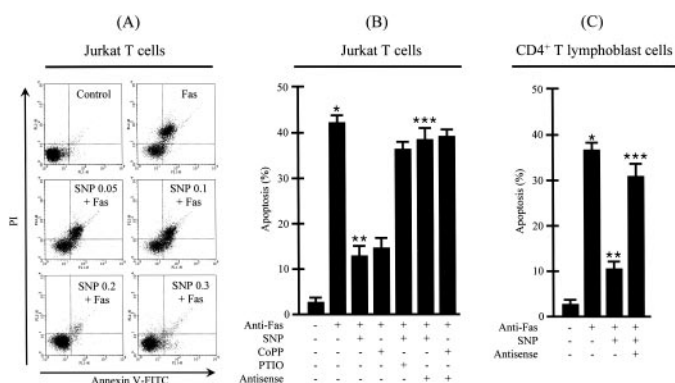 (A)
Jurkat T cells
Control
Fas
SNP 0.05
+ Fas
SNP 0.1
+ Fas
SNP 0.2
+ Fas
SNP 0.3
+ Fas
PI
Annexin V-FITC
(B)
Jurkat T cells
Apoptosis (%)
50
40
30
20
10
0
*
**
***
Anti-Fas - + + + + + +
SNP - - + - + + -
CoPP - - - + - - +
PTIO - - - - + - -
Antisense - - - - - + +
(C)
CD4+ T lymphoblast cells
Apoptosis (%)
50
40
30
20
10
0
*
**
***
Anti-Fas - + + +
SNP - - + +
Antisense - - - +